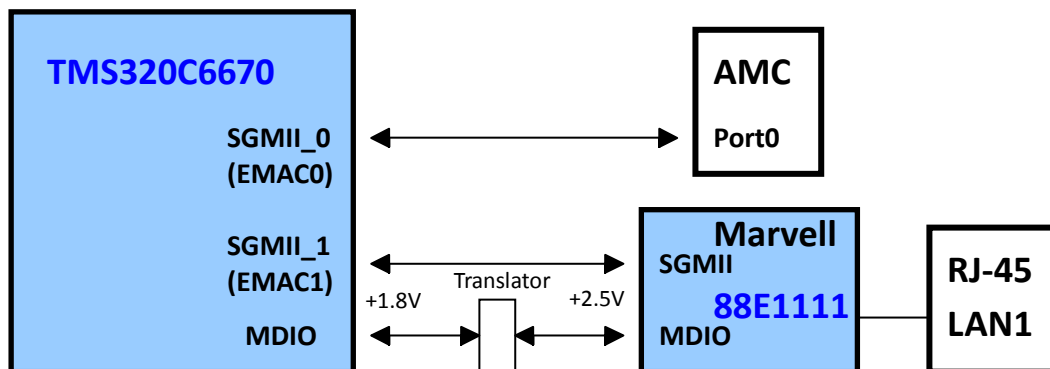 TMS320C6670
SGMII_0
(EMAC0)
SGMII_1
(EMAC1)
MDIO
+1.8V
Translator
+2.5V
AMC
Port0
Marvell
SGMII
88E1111
MDIO
RJ-45
LAN1